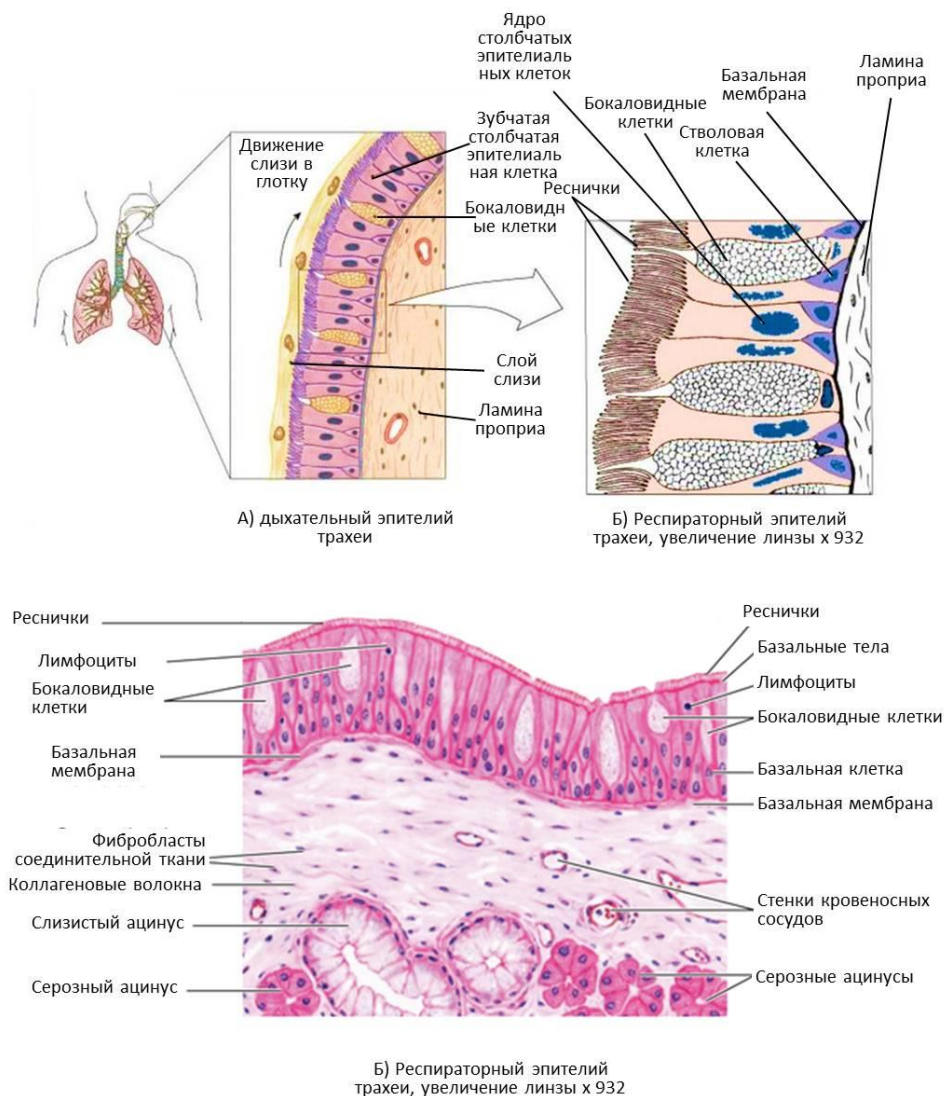 Ядро
столбчатых
эпителиаль
ных клеток
Базальная
мембрана
Ламина
проприа
Бокаловидные
клетки
Стволовая
клетка
Движение
слизи в
глотку
Зубчатая
столбчатая
эпителиаль
ная клетка
Реснички
Бокаловидн
ые клетки
Слой
слизи
Ламина
проприа
А) дыхательный эпителий
трахеи
Б) Респираторный эпителий
трахеи, увеличение линзы х 932
Реснички
Лимфоциты
Бокаловидные
клетки
Базальная
мембрана
Фибробласты
соединительной ткани
Коллагеновые волокна
Слизистый ацинус
Серозный ацинус
Реснички
Базальные тела
Лимфоциты
Бокаловидные клетки
Базальная клетка
Базальная мембрана
Стенки кровеносных
сосудов
Серозные ацинусы
Б) Респираторный эпителий
трахеи, увеличение линзы х 932